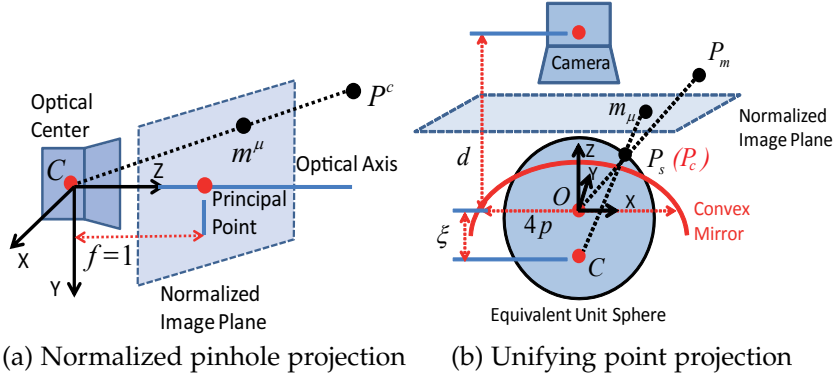 Optical
Center
C
Z
X
Y
f = 1
m^μ
P^c
Optical Axis
Principal
Point
Normalized
Image Plane
(a) Normalized pinhole projection
Camera
P_m
m_μ
Normalized
Image Plane
d
P_s (P_c)
Z
Y
X
O
4p
Convex
Mirror
ξ
C
Equivalent Unit Sphere
(b) Unifying point projection